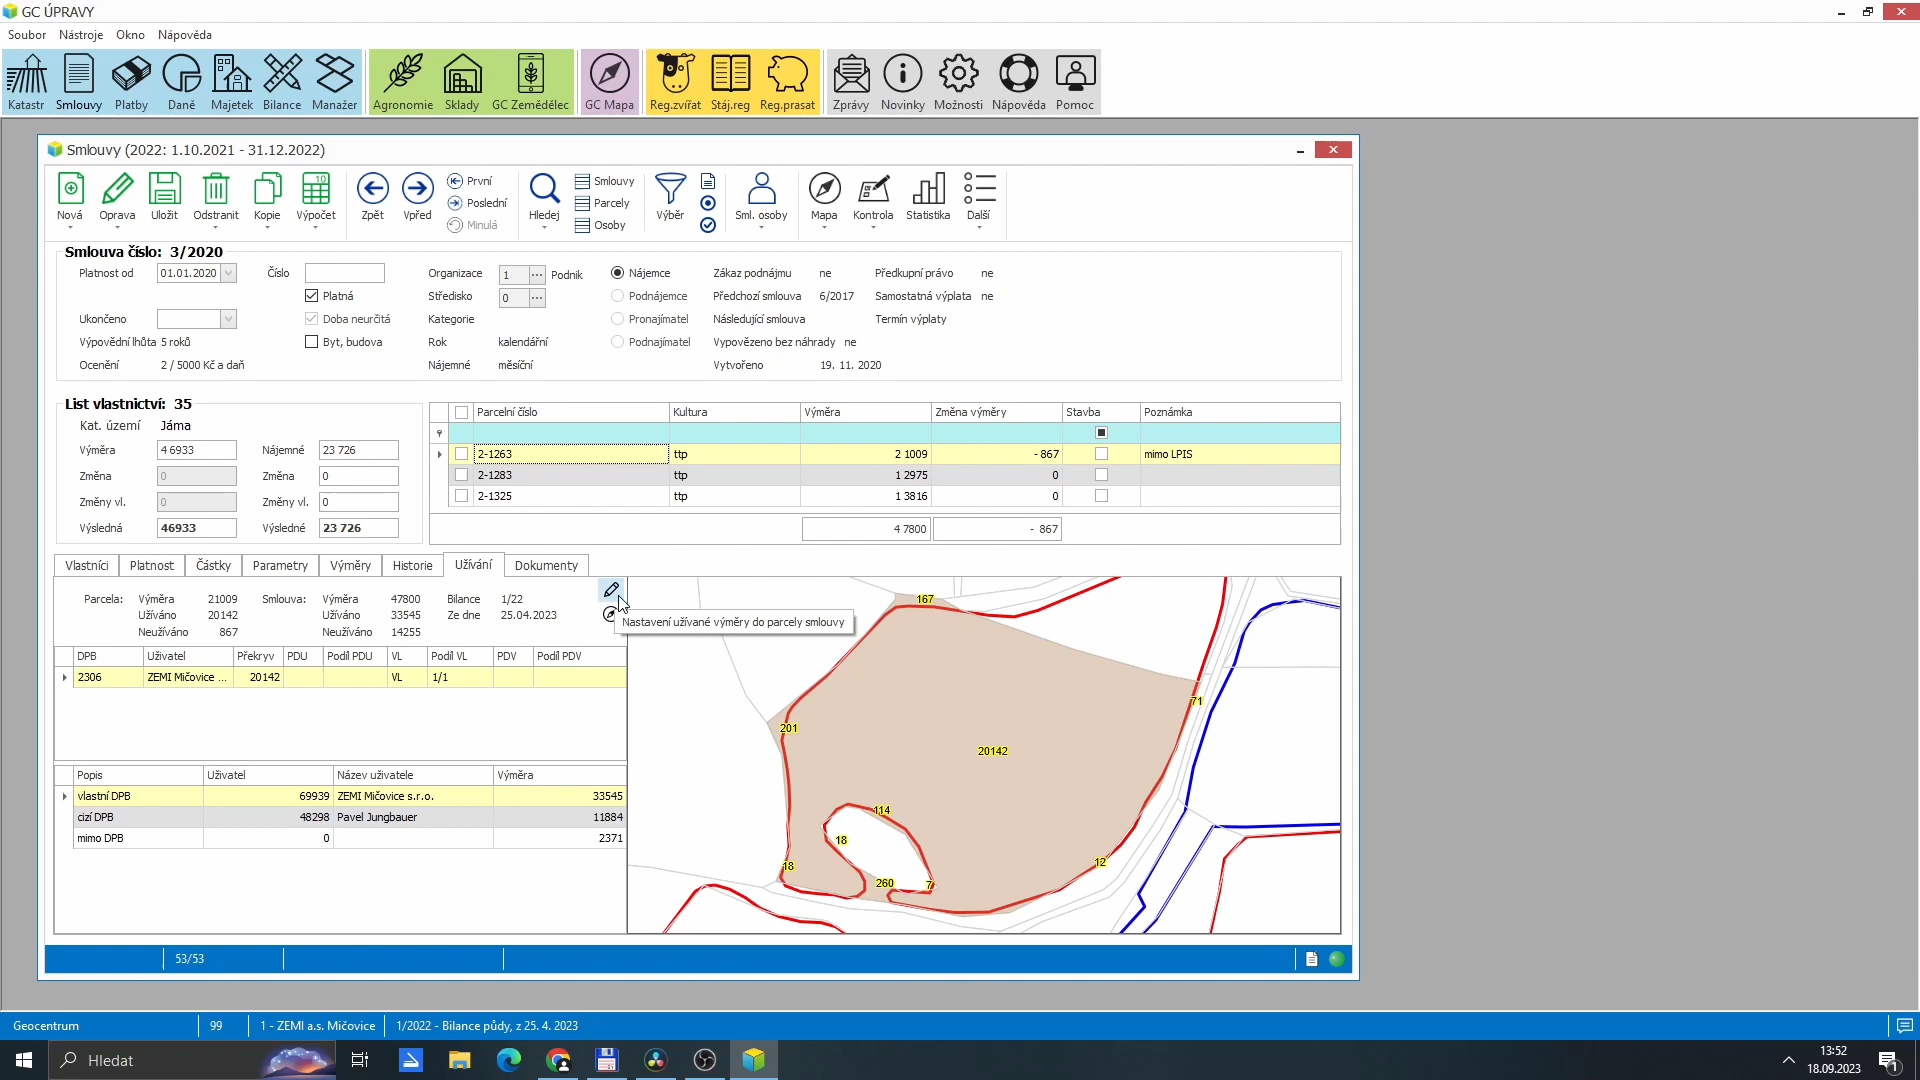 GC ÚPRAVY
Soubor Nástroje Okno Nápověda
Katastr Smlouvy Platby Daně Majetek Bilance Manažer Agronomie Sklady GC Zemědělec GC Mapa Reg.zvířat Stáj.reg Reg.prasat Zprávy Novinky Možnosti Nápověda Pomoc
Smlouvy (2022: 1.10.2021 - 31.12.2022)
Nová Oprava Uložit Odstranit Kopie 10 Výpočet Zpět Vpřed První Poslední Minulá Hledej Smlouvy Parcely Osoby Výběr Sml. osoby Mapa Kontrola Statistika Další
Smlouva číslo: 3/2020
Platnost od 01.01.2020 Číslo Organizace 1 ... Podnik Nájemce Zákaz podnájmu ne Předkupní právo ne
Platná Středisko 0 ... Podnájemce Předchozí smlouva 6/2017 Samostatná výplata ne
Ukončeno Doba neurčitá Kategorie Pronajímatel Následující smlouva Termín výplaty
Výpovědní lhůta 5 roků Byt, budova Rok kalendářní Podnajímatel Vypovězeno bez náhrady ne
Ocenění 2 / 5000 Kč a daň Nájemné měsíční Vytvořeno 19. 11. 2020
List vlastnictví: 35
Kat. území Jáma
Výměra 4 6933 Nájemné 23 726
Změna 0 Změna 0
Změny vl. 0 Změny vl. 0
Výsledná 46933 Výsledné 23 726
Parcelní číslo Kultura Výměra Změna výměry Stavba Poznámka
2-1263 ttp 2 1009 - 867 mimo LPIS
2-1283 ttp 1 2975 0
2-1325 ttp 1 3816 0
4 7800 - 867
Vlastníci Platnost Částky Parametry Výměry Historie Užívání Dokumenty
Parcela: Výměra 21009 Smlouva: Výměra 47800 Bilance 1/22
Užíváno 20142 Užíváno 33545 Ze dne 25.04.2023
Neužíváno 867 Neužíváno 14255
Nastavení užívané výměry do parcely smlouvy
DPB Uživatel Překryv PDU Podíl PDU VL Podíl VL PDV Podíl PDV
2306 ZEMI Mičovice ... 20142 VL 1/1
Popis Uživatel Název uživatele Výměra
vlastní DPB 69939 ZEMI Mičovice s.r.o. 33545
cizí DPB 48298 Pavel Jungbauer 11884
mimo DPB 0 2371
167
71
201
20142
114
18
12
18
260
7
53/53
Geocentrum 99 1 - ZEMI a.s. Mičovice 1/2022 - Bilance půdy, z 25. 4. 2023
Hledat
13:52
18.09.2023
1